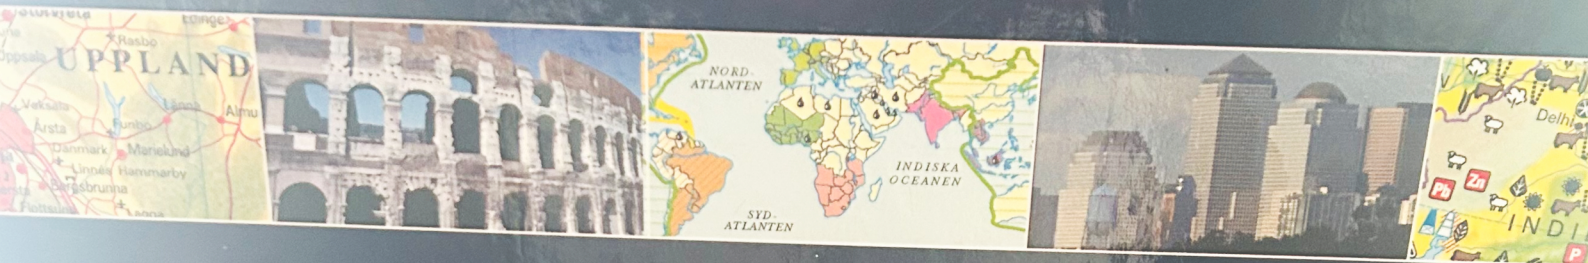 Rasbo
Uppsala
UPPLAND
Vaksala
Länna
Almu
Årsta
Funbo
Danmark
Marielund
Linnés Hammarby
Bergsbrunna
NORD-
ATLANTEN
INDISKA
OCEANEN
SYD-
ATLANTEN
Delhi
Pb
Zn
INDI
P